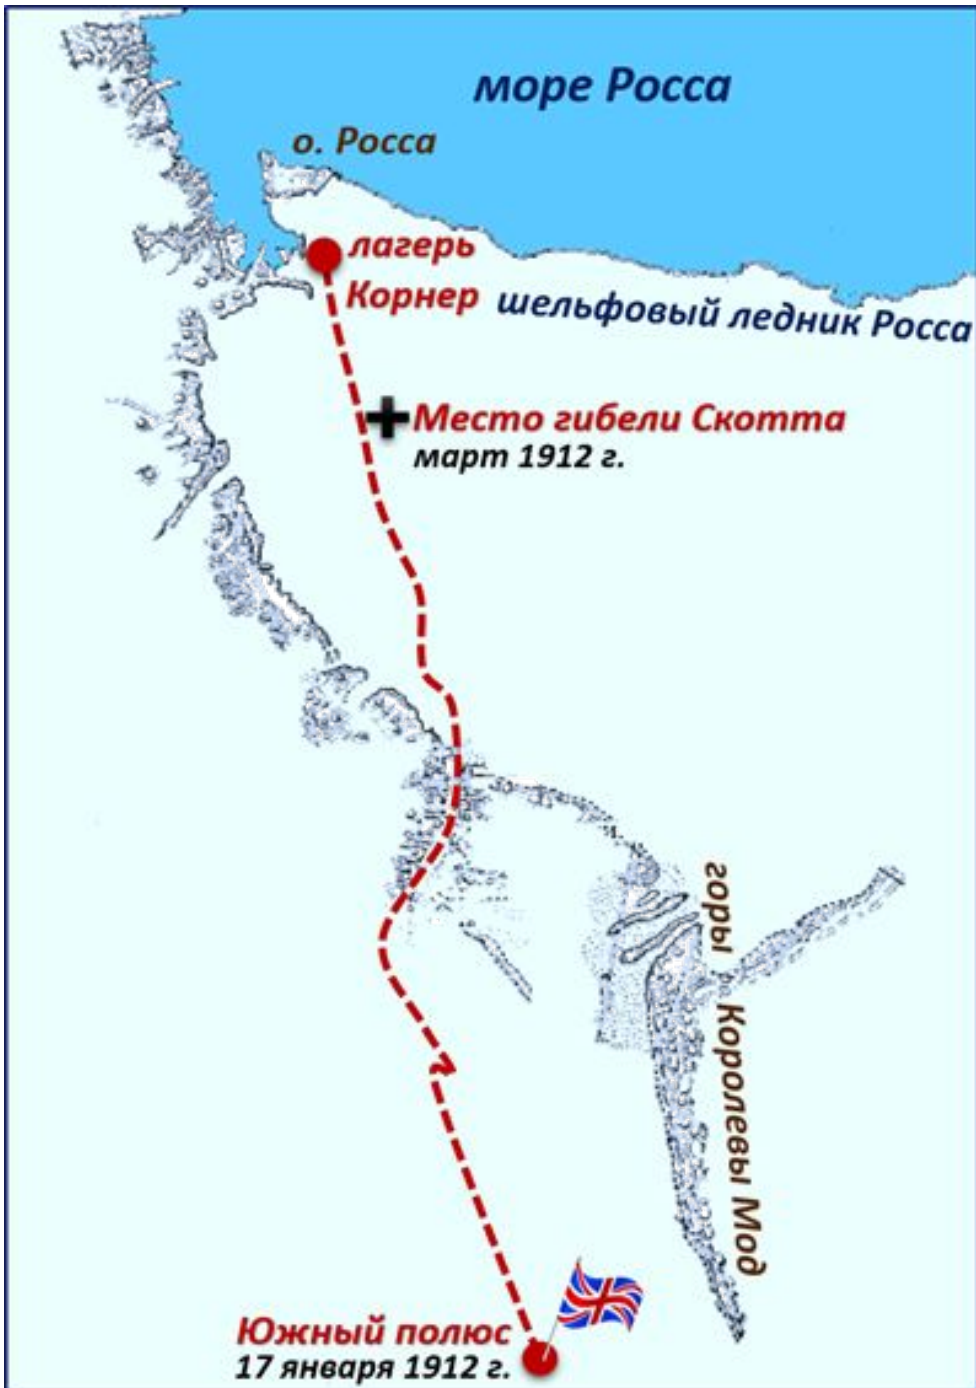 море Росса
о. Росса
лагерь
Корнер
шельфовый ледник Росса
Место гибели Скотта
март 1912 г.
горы Королевы Мод
Южный полюс
17 января 1912 г.